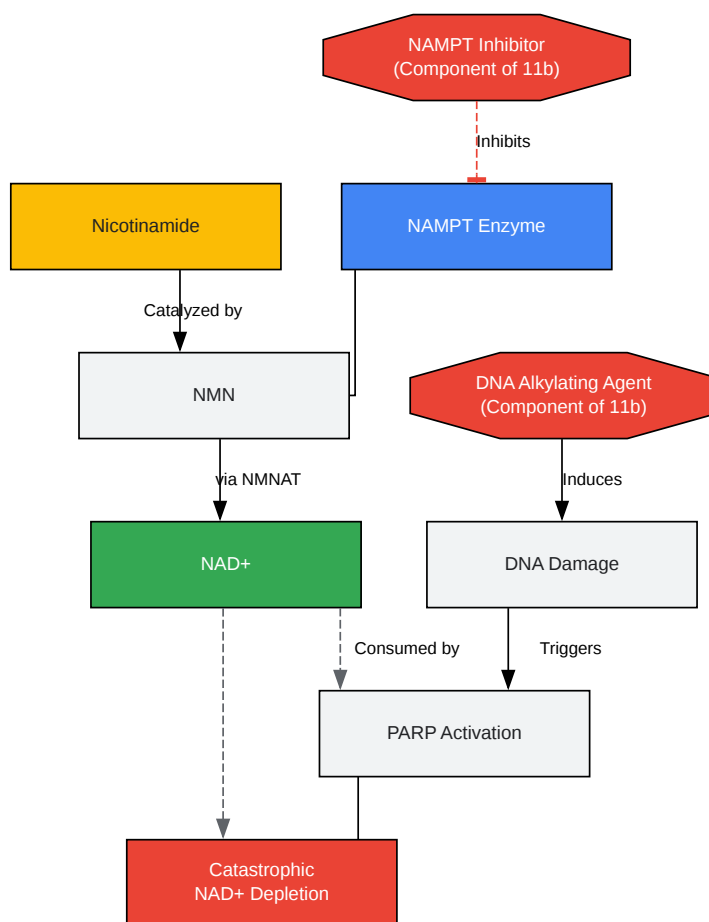 NAMPT Inhibitor
(Component of 11b)
Inhibits
Nicotinamide
NAMPT Enzyme
Catalyzed by
NMN
DNA Alkylating Agent
(Component of 11b)
via NMNAT
Induces
NAD+
DNA Damage
Consumed by
Triggers
PARP Activation
Catastrophic
NAD+ Depletion